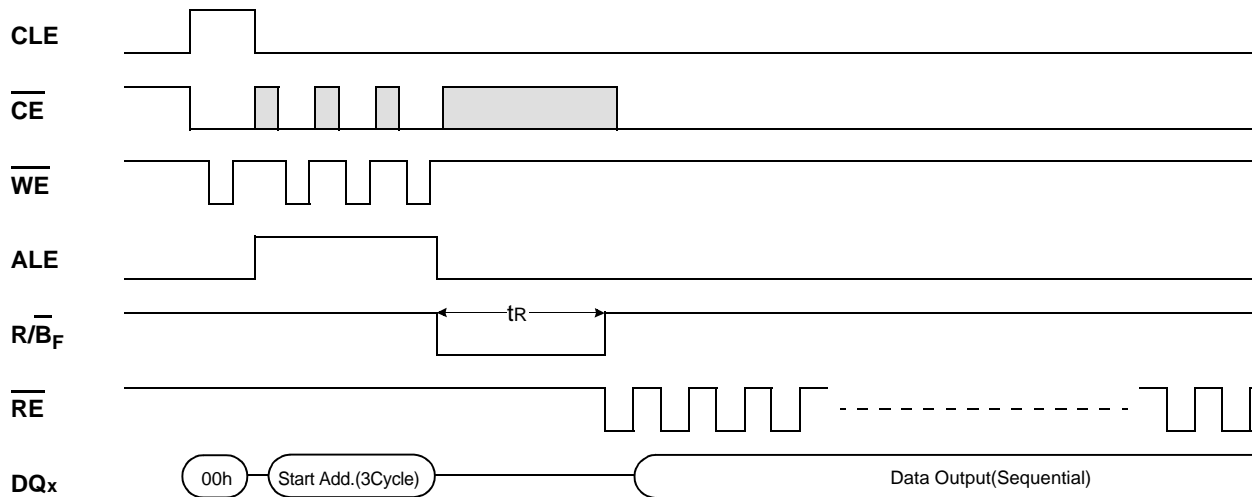 CLE
CE
WE
ALE
tR
R/BF
RE
DQx
00h
Start Add.(3Cycle)
Data Output(Sequential)